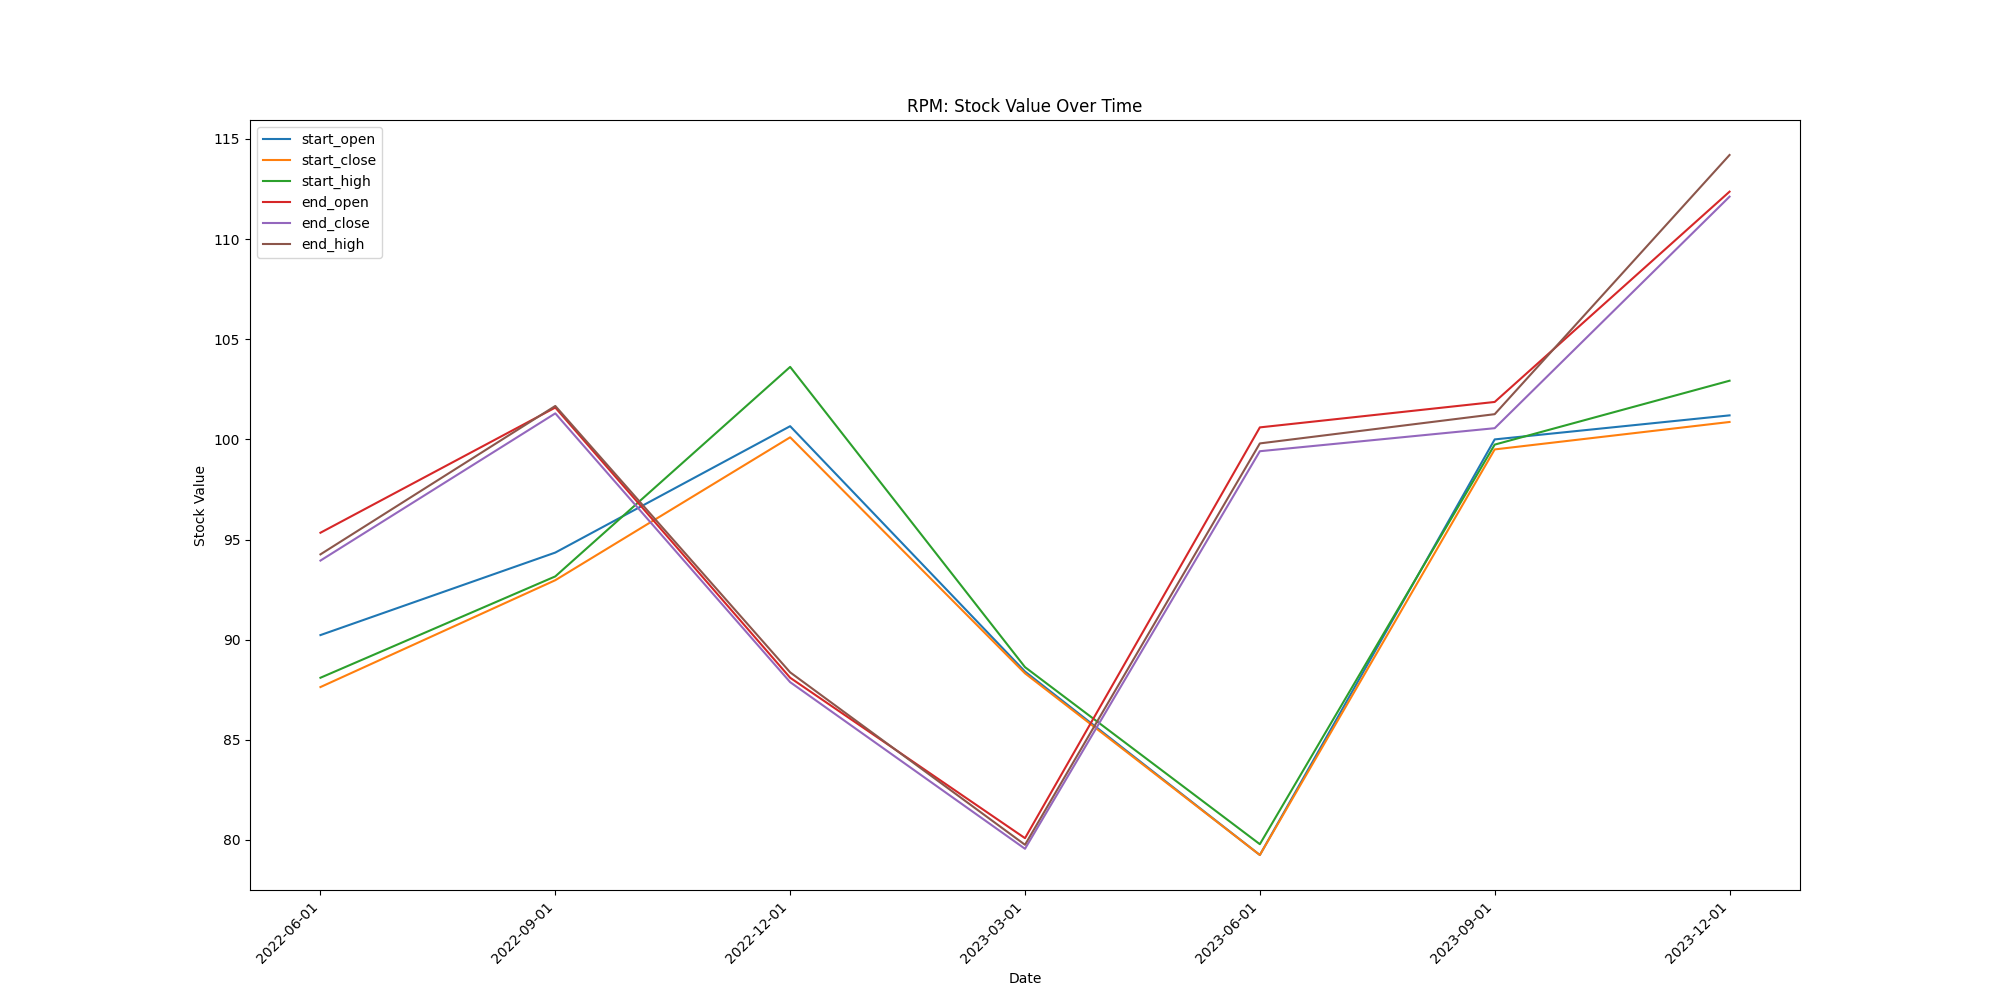 RPM: Stock Value Over Time
start_open
start_close
start_high
end_open
end_close
end_high
115
110
105
100
95
90
85
80
Stock Value
2022-06-01
2022-09-01
2022-12-01
2023-03-01
2023-06-01
2023-09-01
2023-12-01
Date